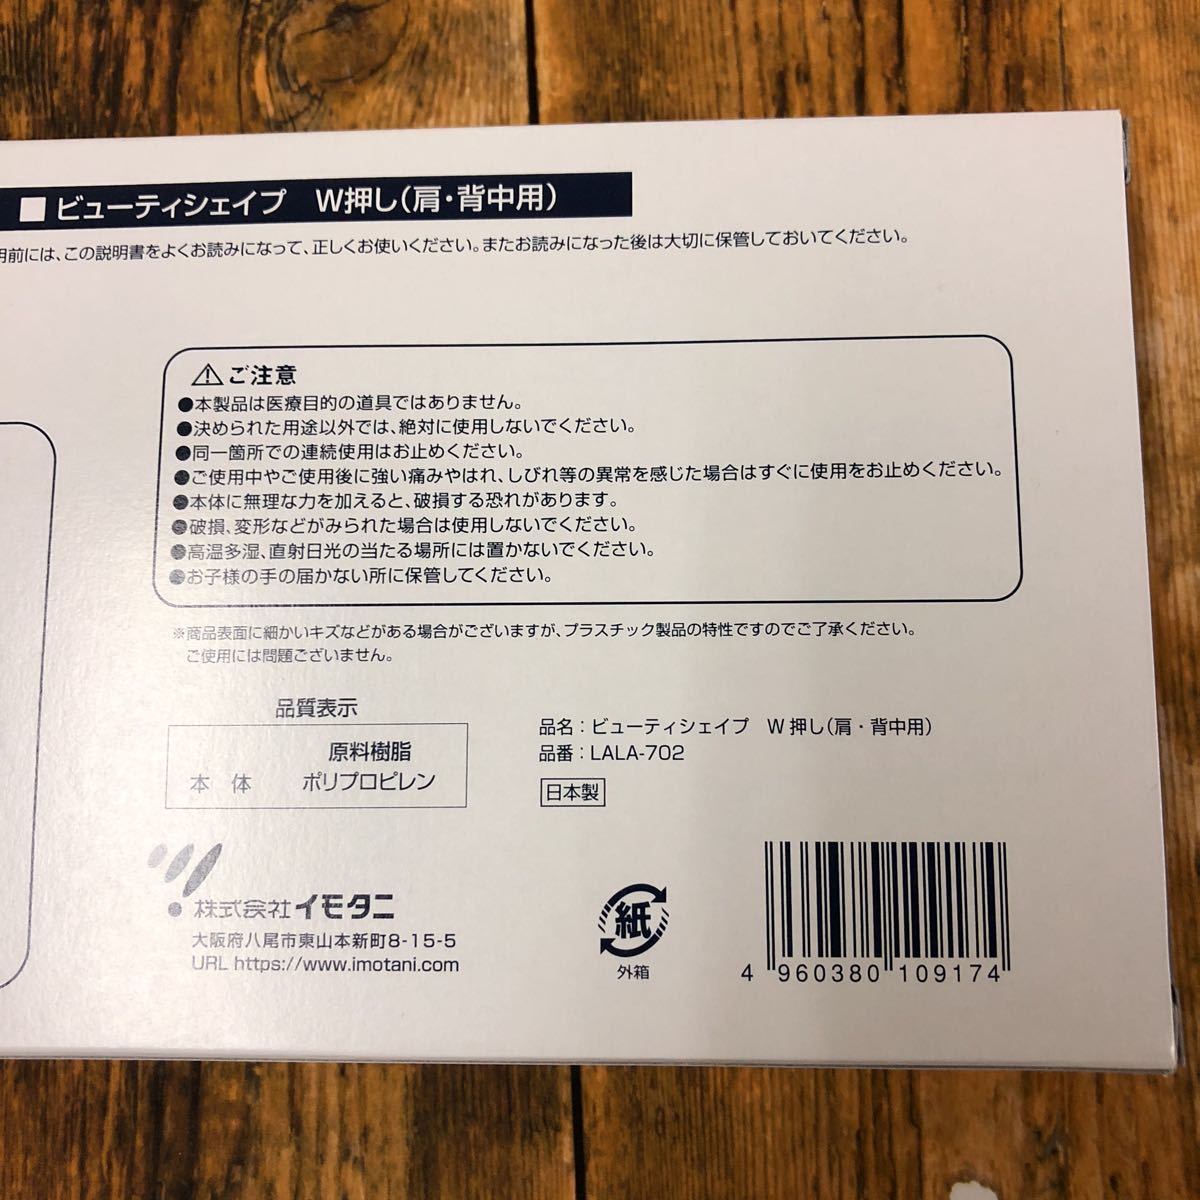 ■ビューティシェイプ　W押し（肩・背中用）
用前には、この説明書をよくお読みになって、正しくお使いください。またお読みになった後は大切に保管しておいてください。
⚠ご注意
●本製品は医療目的の道具ではありません。
●決められた用途以外では、絶対に使用しないでください。
●同一箇所での連続使用はお止めください。
●ご使用中やご使用後に強い痛みやはれ、しびれ等の異常を感じた場合はすぐに使用をお止めください。
●本体に無理な力を加えると、破損する恐れがあります。
●破損、変形などがみられた場合は使用しないでください。
●高温多湿、直射日光の当たる場所には置かないでください。
●お子様の手の届かない所に保管してください。
※商品表面に細かいキズなどがある場合がございますが、プラスチック製品の特性ですのでご了承ください。
ご使用には問題ございません。
品質表示
原料樹脂
本　体　ポリプロピレン
品名：ビューティシェイプ　W押し（肩・背中用）
品番：LALA-702
日本製
株式会社イモタニ
大阪府八尾市東山本新町8-15-5
URL https://www.imotani.com
紙
外箱
4 960380 109174